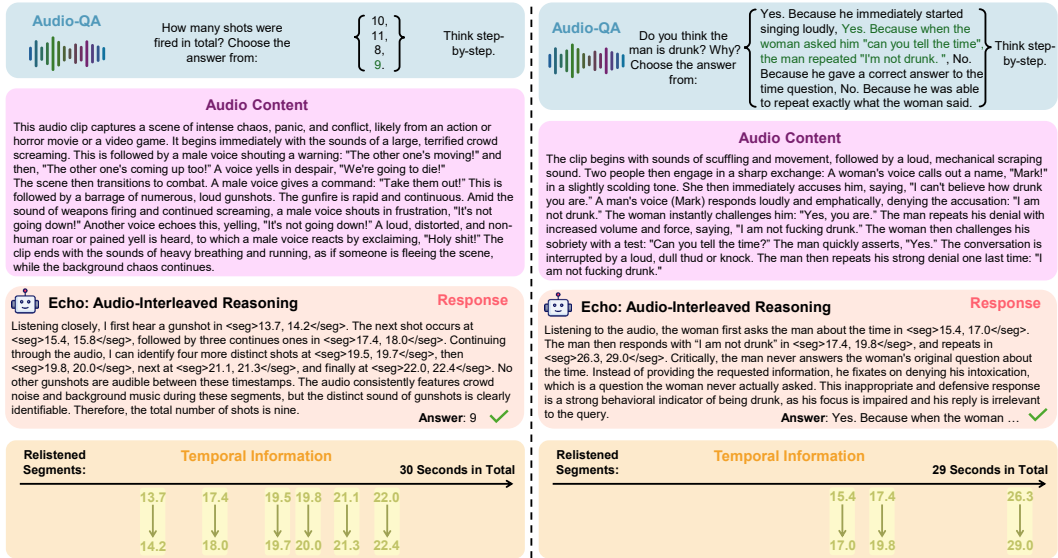 Audio-QA
How many shots were
fired in total? Choose the
answer from:
10,
11,
8,
9.
Think step-
by-step.
Audio Content
This audio clip captures a scene of intense chaos, panic, and conflict, likely from an action or
horror movie or a video game. It begins immediately with the sounds of a large, terrified crowd
screaming. This is followed by a male voice shouting a warning: "The other one's moving!" and
then, "The other one's coming up too!" A voice yells in despair, "We're going to die!"
The scene then transitions to combat. A male voice gives a command: "Take them out!" This is
followed by a barrage of numerous, loud gunshots. The gunfire is rapid and continuous. Amid the
sound of weapons firing and continued screaming, a male voice shouts in frustration, "It's not
going down!" Another voice echoes this, yelling, "It's not going down!" A loud, distorted, and non-
human roar or pained yell is heard, to which a male voice reacts by exclaiming, "Holy shit!" The
clip ends with the sounds of heavy breathing and running, as if someone is fleeing the scene,
while the background chaos continues.
Echo: Audio-Interleaved Reasoning
Response
Listening closely, I first hear a gunshot in <seg>13.7, 14.2</seg>. The next shot occurs at
<seg>15.4, 15.8</seg>, followed by three continues ones in <seg>17.4, 18.0</seg>. Continuing
through the audio, I can identify four more distinct shots at <seg>19.5, 19.7</seg>, then
<seg>19.8, 20.0</seg>, next at <seg>21.1, 21.3</seg>, and finally at <seg>22.0, 22.4</seg>. No
other gunshots are audible between these timestamps. The audio consistently features crowd
noise and background music during these segments, but the distinct sound of gunshots is clearly
identifiable. Therefore, the total number of shots is nine.
Answer: 9
Relistened
Segments:
Temporal Information
30 Seconds in Total
13.7 17.4 19.5 19.8 21.1 22.0
14.2 18.0 19.7 20.0 21.3 22.4
Audio-QA
Do you think the
man is drunk? Why?
Choose the answer
from:
Yes. Because he immediately started
singing loudly, Yes. Because when the
woman asked him "can you tell the time",
the man repeated "I'm not drunk. ", No.
Because he gave a correct answer to the
time question, No. Because he was able
to repeat exactly what the woman said.
Think step-
by-step.
Audio Content
The clip begins with sounds of scuffling and movement, followed by a loud, mechanical scraping
sound. Two people then engage in a sharp exchange: A woman's voice calls out a name, "Mark!"
in a slightly scolding tone. She then immediately accuses him, saying, "I can't believe how drunk
you are." A man's voice (Mark) responds loudly and emphatically, denying the accusation: "I am
not drunk." The woman instantly challenges him: "Yes, you are." The man repeats his denial with
increased volume and force, saying, "I am not fucking drunk." The woman then challenges his
sobriety with a test: "Can you tell the time?" The man quickly asserts, "Yes." The conversation is
interrupted by a loud, dull thud or knock. The man then repeats his strong denial one last time: "I
am not fucking drunk."
Echo: Audio-Interleaved Reasoning
Response
Listening to the audio, the woman first asks the man about the time in <seg>15.4, 17.0</seg>.
The man then responds with “I am not drunk” in <seg>17.4, 19.8</seg>, and repeats in
<seg>26.3, 29.0</seg>. Critically, the man never answers the woman's original question about
the time. Instead of providing the requested information, he fixates on denying his intoxication,
which is a question the woman never actually asked. This inappropriate and defensive response
is a strong behavioral indicator of being drunk, as his focus is impaired and his reply is irrelevant
to the query.
Answer: Yes. Because when the woman …
Relistened
Segments:
Temporal Information
29 Seconds in Total
15.4 17.4 26.3
17.0 19.8 29.0